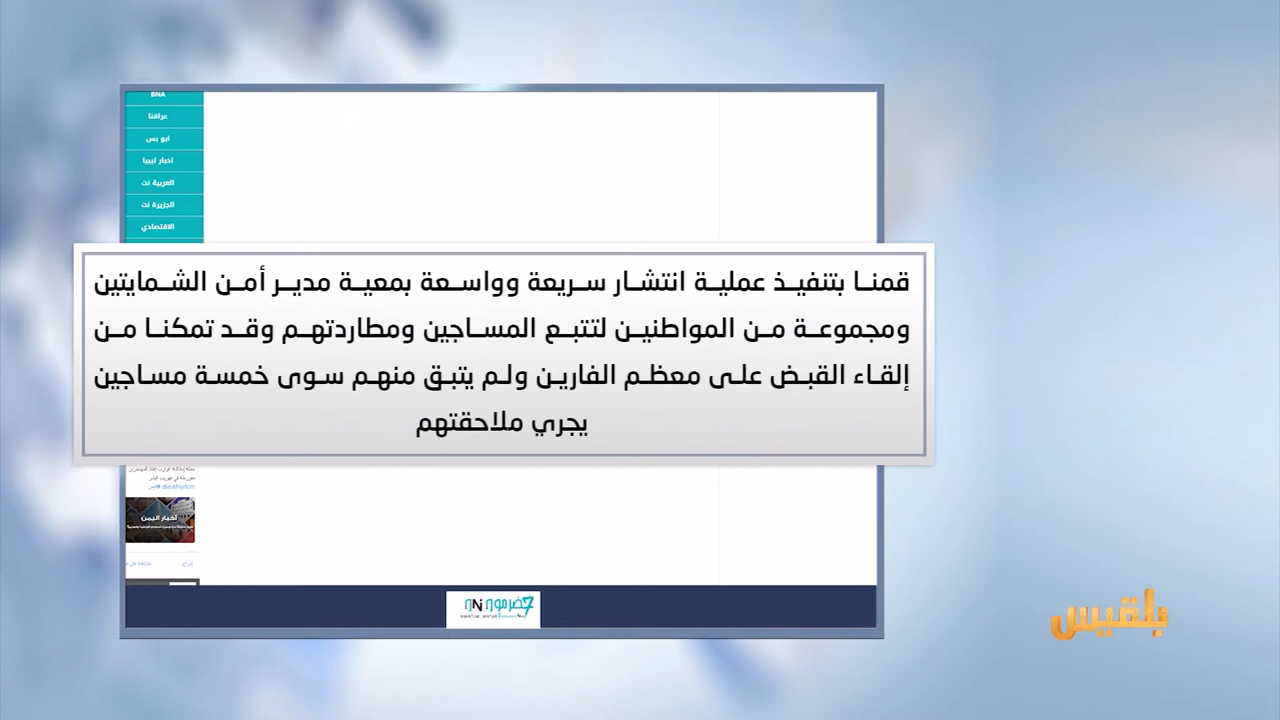 BNA
عراقنا
ابو بس
اخبار ليبيا
العربية نت
الجزيرة نت
الاقتصادي
قمنا بتنفيذ عملية انتشار سريعة وواسعة بمعية مدير أمن الشمايتين
ومجموعة من المواطنين لتتبع المساجين ومطاردتهم وقد تمكنا من
إلقاء القبض على معظم الفارين ولم يتبق منهم سوى خمسة مساجين
يجري ملاحقتهم
أخبار اليمن
بلقيس